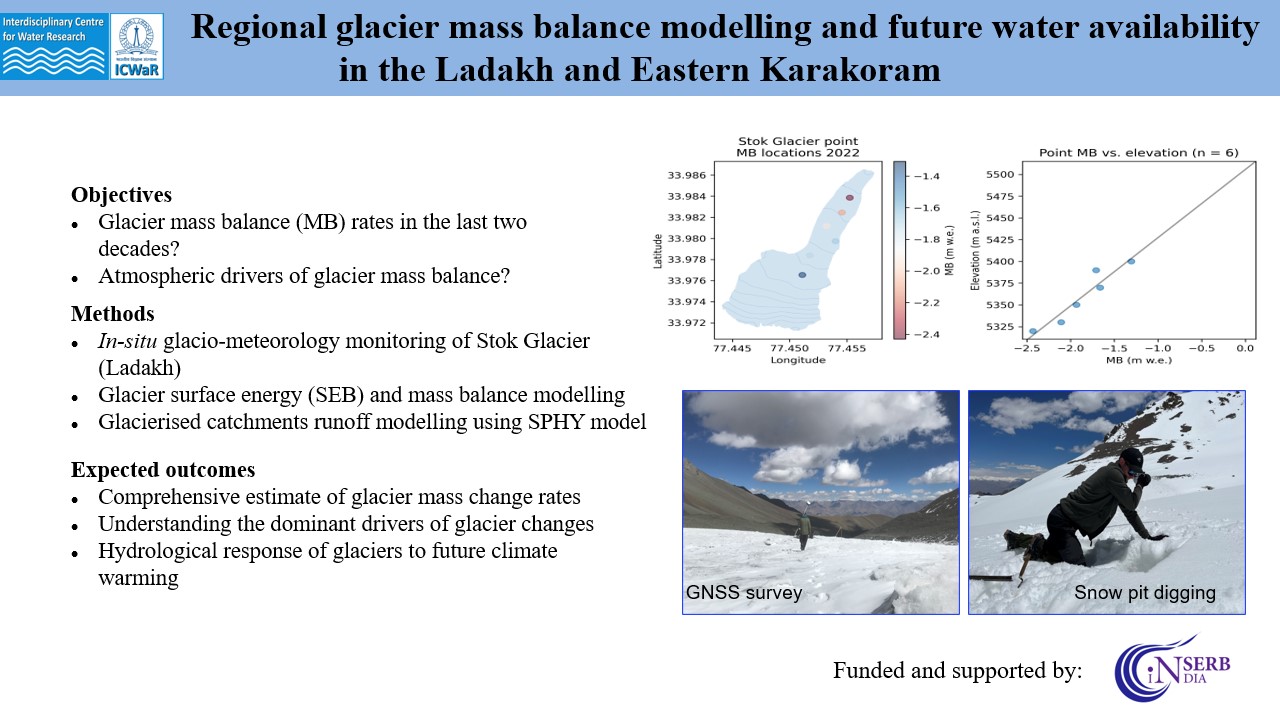 Interdisciplinary Centre
for Water Research
ICWaR
Regional glacier mass balance modelling and future water availability
in the Ladakh and Eastern Karakoram
Objectives
• Glacier mass balance (MB) rates in the last two
decades?
• Atmospheric drivers of glacier mass balance?
Methods
• In-situ glacio-meteorology monitoring of Stok Glacier
(Ladakh)
• Glacier surface energy (SEB) and mass balance modelling
• Glacierised catchments runoff modelling using SPHY model
Expected outcomes
• Comprehensive estimate of glacier mass change rates
• Understanding the dominant drivers of glacier changes
• Hydrological response of glaciers to future climate
warming
Stok Glacier point
MB locations 2022
Latitude
33.986
33.984
33.982
33.980
33.978
33.976
33.974
33.972
77.445 77.450 77.455
Longitude
−1.4
−1.6
−1.8
−2.0
−2.2
−2.4
MB (m w.e.)
Point MB vs. elevation (n = 6)
Elevation (m a.s.l.)
5500
5475
5450
5425
5400
5375
5350
5325
−2.5 −2.0 −1.5 −1.0 −0.5 0.0
MB (m w.e.)
GNSS survey
Snow pit digging
Funded and supported by:
iN SERB
DIA